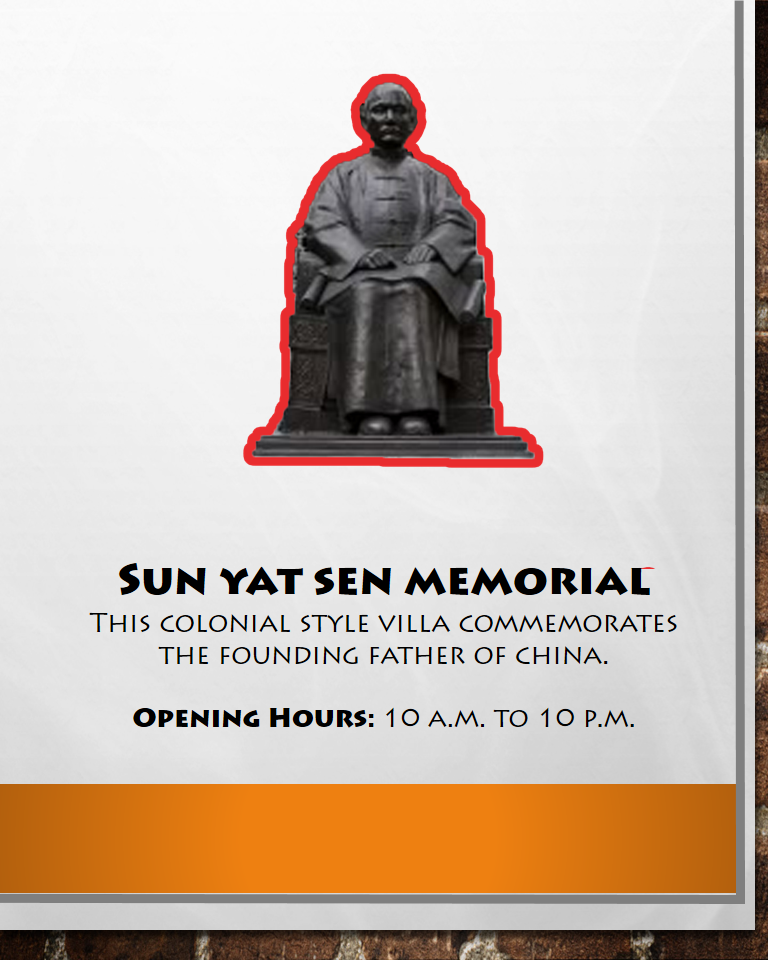 Sun Yat Sen Memorial
This colonial style villa commemorates
the founding father of China.
Opening Hours: 10 a.m. to 10 p.m.